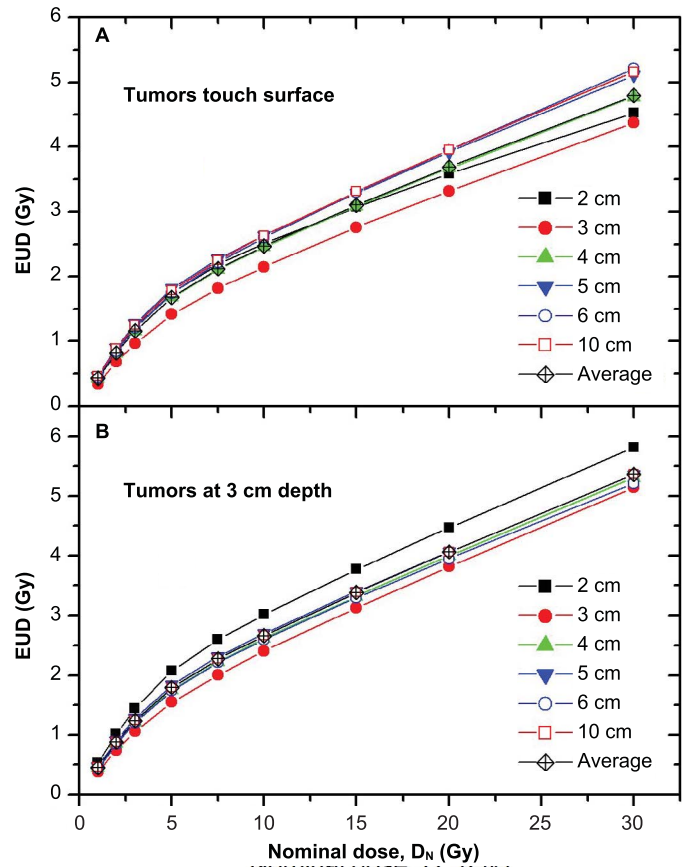 A
6
Tumors touch surface
5
4
EUD (Gy)
3
2 cm
3 cm
4 cm
2
5 cm
6 cm
1
10 cm
Average
0
B
6
Tumors at 3 cm depth
5
4
EUD (Gy)
3
2 cm
3 cm
4 cm
2
5 cm
6 cm
1
10 cm
Average
0
0 5 10 15 20 25 30
Nominal dose, D<sub>N</sub> (Gy)